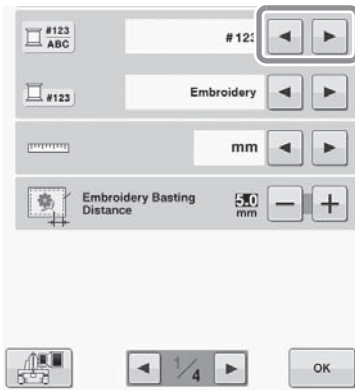 #123
ABC
#123
#123
Embroidery
mm
Embroidery Basting
Distance
5.0
mm
1/4
OK